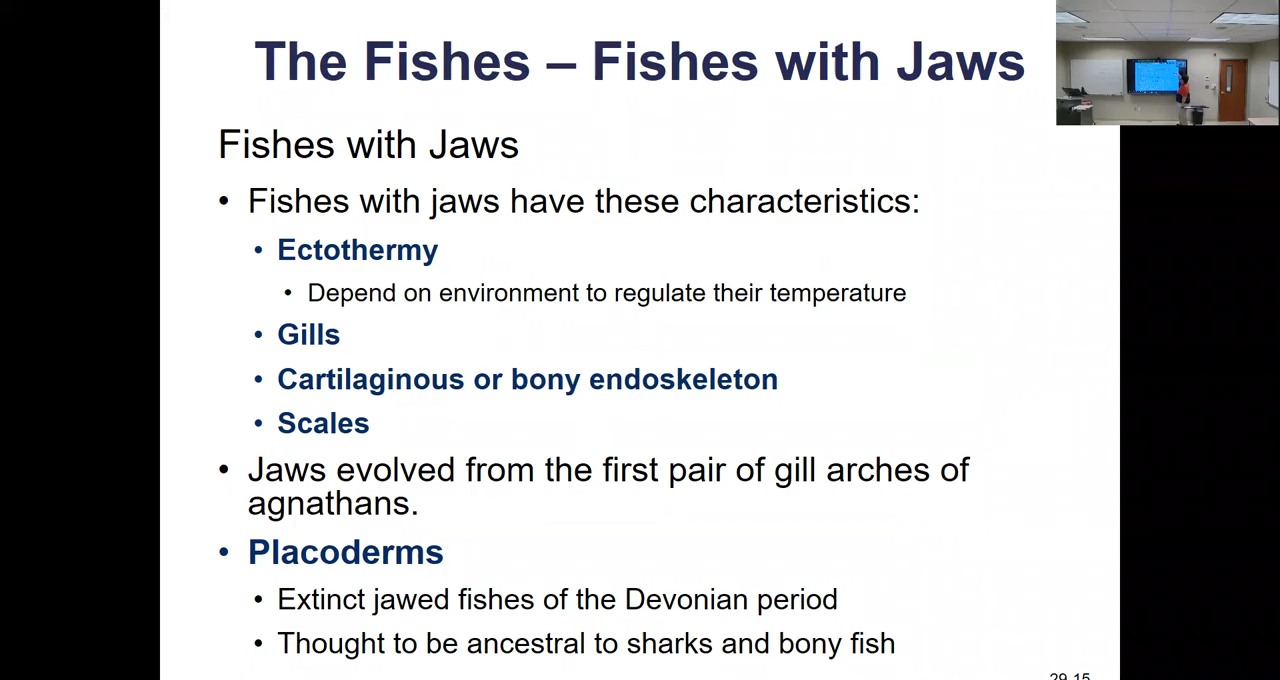 The Fishes – Fishes with Jaws
Fishes with Jaws
• Fishes with jaws have these characteristics:
• Ectothermy
• Depend on environment to regulate their temperature
• Gills
• Cartilaginous or bony endoskeleton
• Scales
• Jaws evolved from the first pair of gill arches of
agnathans.
• Placoderms
• Extinct jawed fishes of the Devonian period
• Thought to be ancestral to sharks and bony fish
29-15